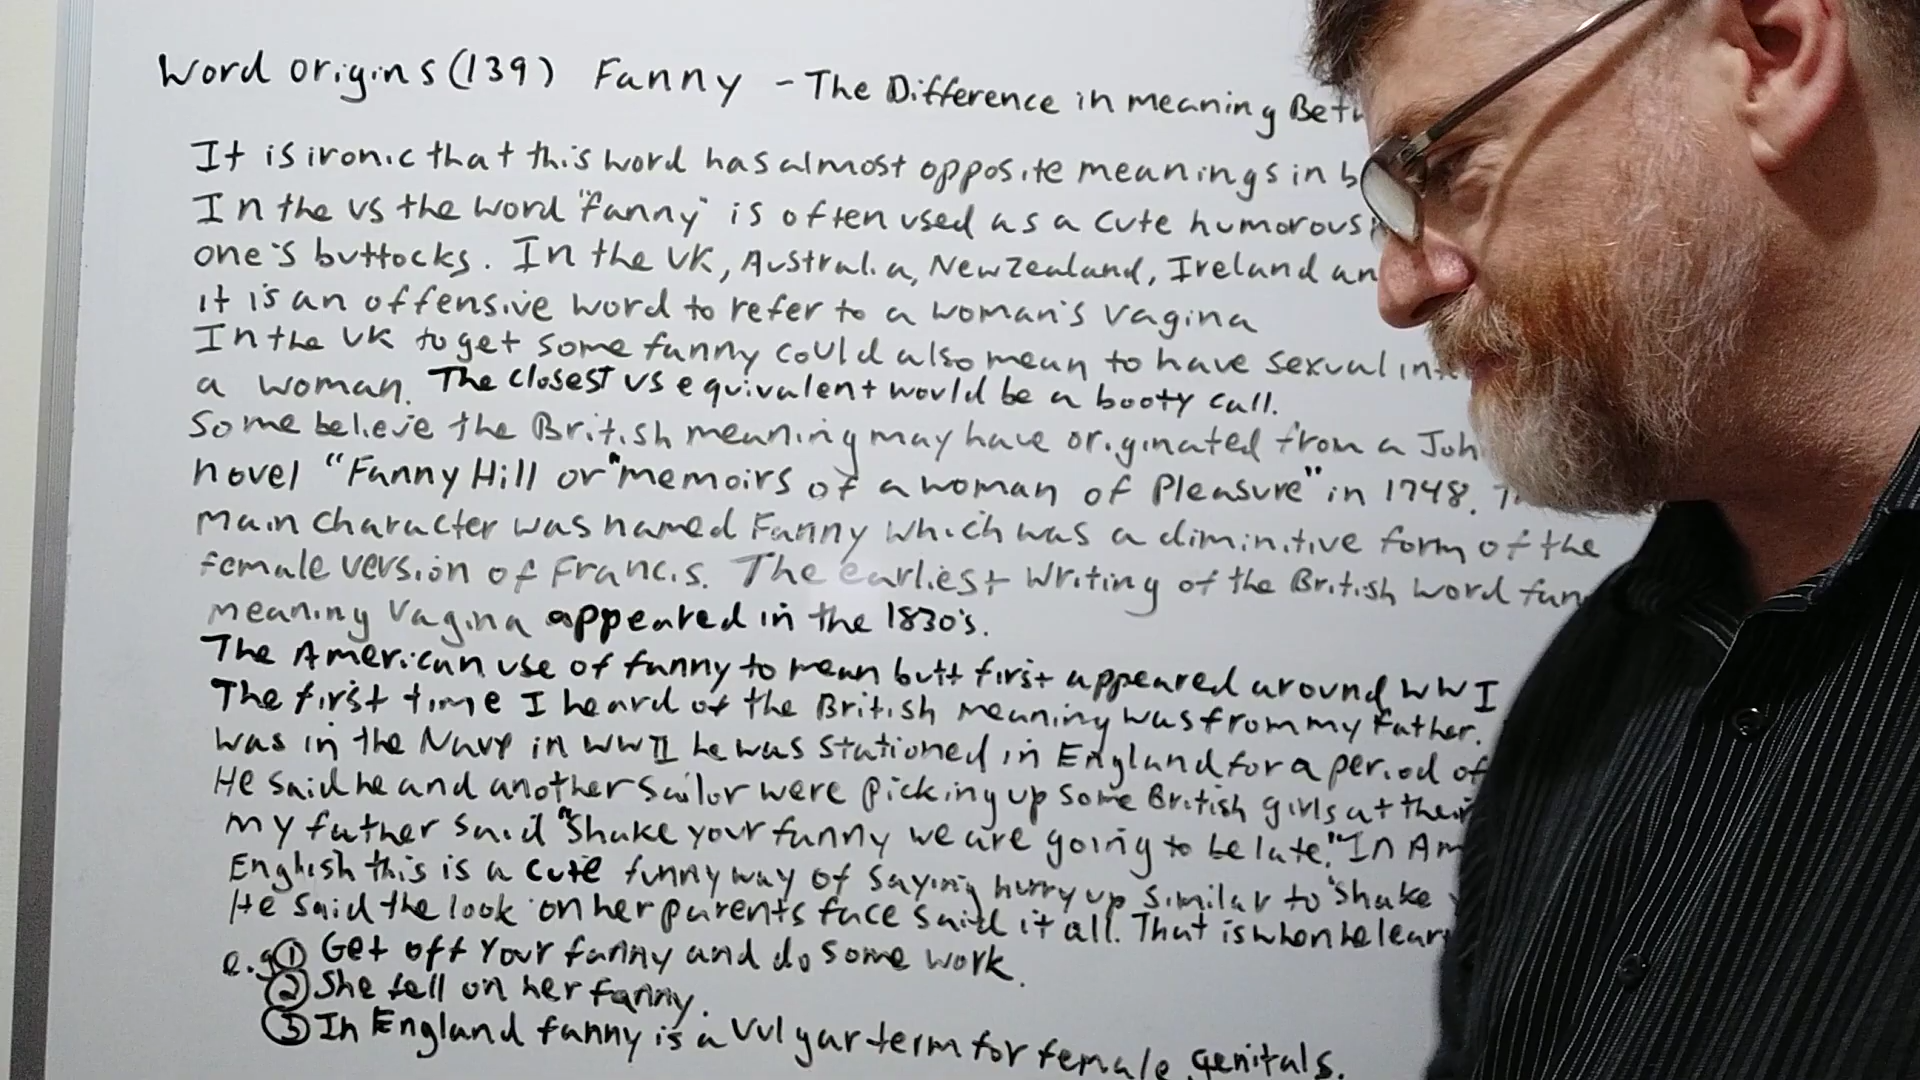 Word origins (139) Fanny - The Difference in meaning
It is ironic that this word has almost opposite meanings in
In the US the word "fanny" is often used as a cute humorous
one's buttocks. In the UK, Australia, New Zealand, Ireland
it is an offensive word to refer to a woman's vagina
In the UK to get some fanny could also mean to have sexual
a woman. The closest US equivalent would be a booty call.
Some believe the British meaning may have originated from a
novel "Fanny Hill or "memoirs of a woman of Pleasure" in 1748.
main character was named Fanny which was a diminitive form of the
female version of Francis. The earliest writing of the British word
meaning vagina appeared in the 1830's.
The American use of fanny to mean butt first appeared around WWI
The first time I heard of the British meaning was from my father.
was in the Navy in WWII he was stationed in England for a period of
He said he and another sailor were picking up some British girls at their
my father said "Shake your fanny we are going to be late." In
English this is a cute funny way of saying hurry up similar to "shake
He said the look on her parents face said it all. That is when he
e.g. ① Get off your fanny and do some work.
② She fell on her fanny.
③ In England fanny is a vulgar term for female genitals.